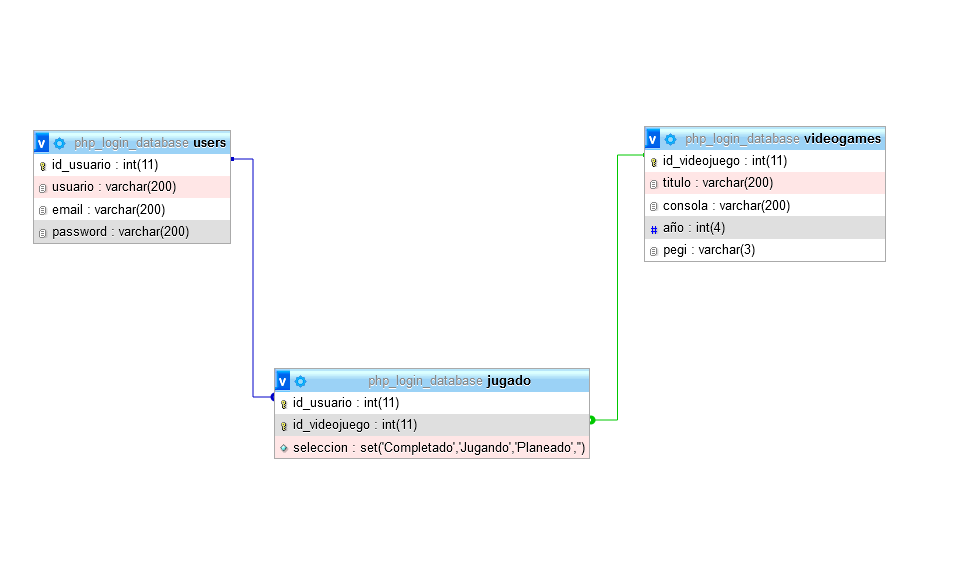 v php_login_database users
id_usuario : int(11)
usuario : varchar(200)
email : varchar(200)
password : varchar(200)
v php_login_database videogames
id_videojuego : int(11)
titulo : varchar(200)
consola : varchar(200)
# año : int(4)
pegi : varchar(3)
v php_login_database jugado
id_usuario : int(11)
id_videojuego : int(11)
seleccion : set('Completado','Jugando','Planeado','')